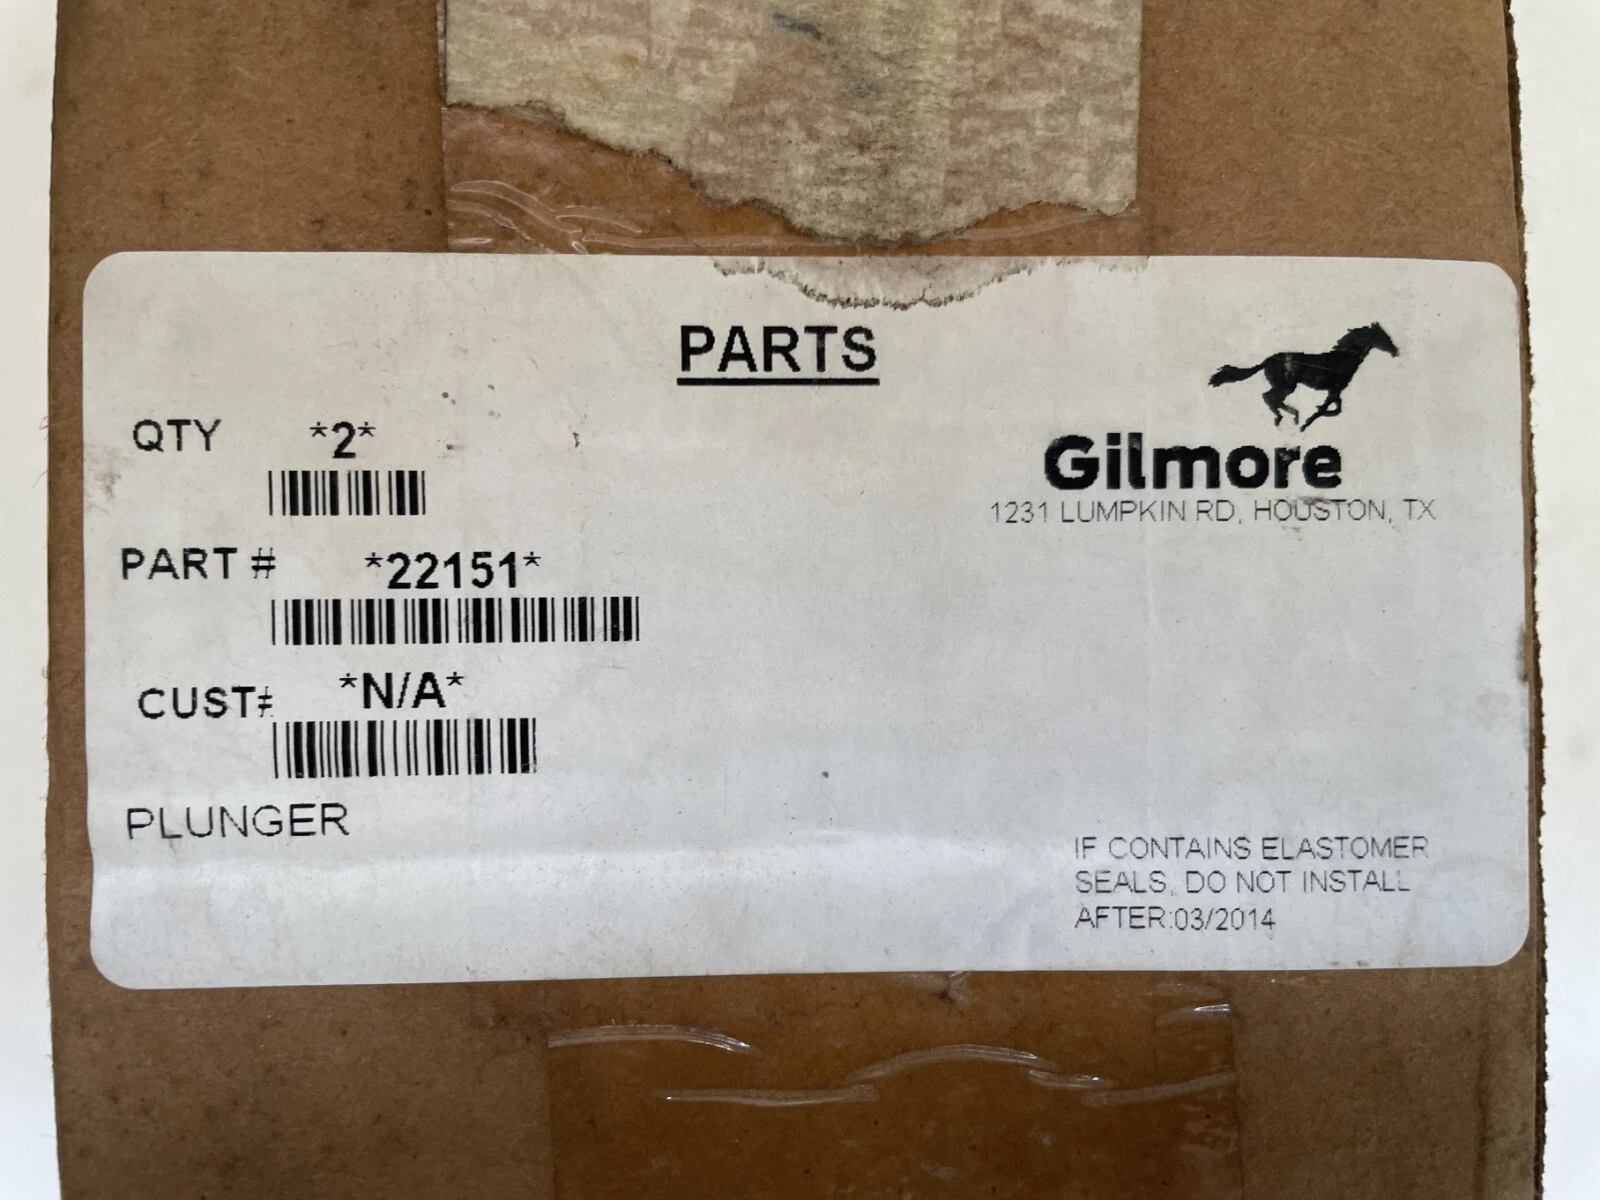 PARTS
QTY *2*
Gilmore
1231 LUMPKIN RD, HOUSTON, TX
PART # *22151*
CUST# *N/A*
PLUNGER
IF CONTAINS ELASTOMER
SEALS, DO NOT INSTALL
AFTER:03/2014